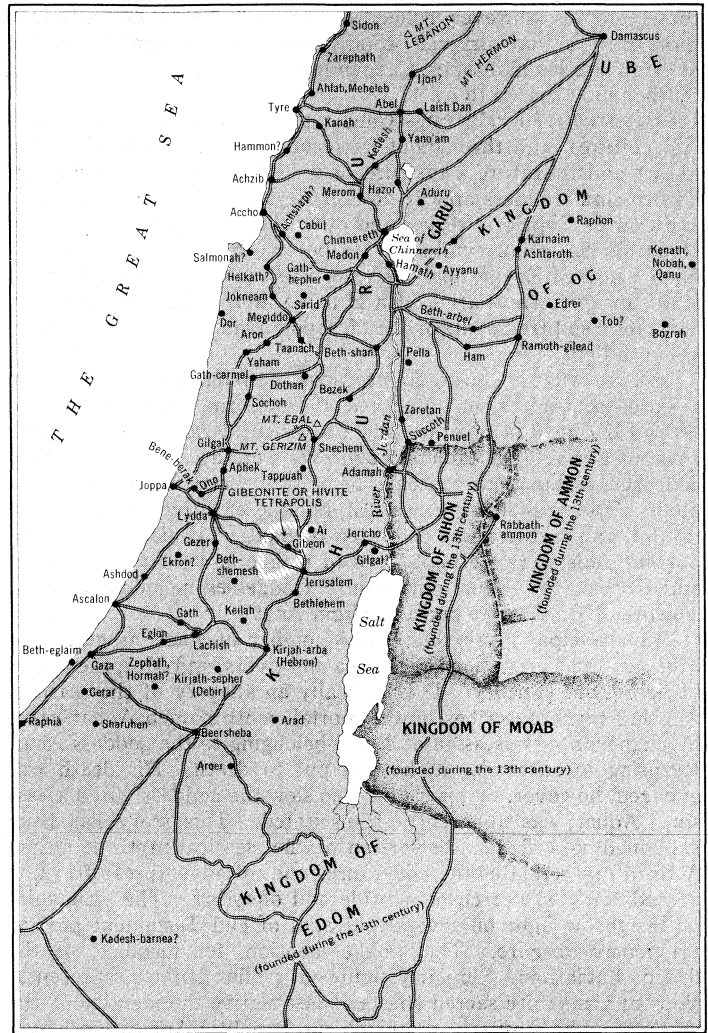 Sidon
MT. LEBANON
Damascus
UBE
Zarephath
MT. HERMON
Ijon?
Ahlab, Meheleb
Tyre
Abel
Laish Dan
Kanah
Yano'am
Hammon?
Kedesh
U
Achzib
Merom
Hazor
Aduru
GARU
KINGDOM
OF OG
Raphon
Accho
Achshaph?
Cabul
Chinnereth
Sea of
Chinnereth
Karnaim
Ashtaroth
Kenath,
Nobah,
Qanu
Salmonah?
Madon
Hamath
Ayyanu
Helkath?
Gath-
hepher
R
Jokneam
Sarid
Edrei
Dor
Megiddo
Beth-arbel
Tob?
Bozrah
Aron
Taanach
Beth-shan
Pella
Ham
Ramoth-gilead
Yaham
Gath-carmel
Dothan
Bezek
Sochoh
Zaretan
MT. EBAL
U
Succoth
Penuel
Gilgal
MT. GERIZIM
Shechem
Jordan
River
Bene-berak
Aphek
Tappuah
Adamah
Joppa
Ono
GIBEONITE OR HIVITE
TETRAPOLIS
Lydda
Ai
Jericho
Rabbath-
ammon
KINGDOM OF SIHON
(founded during the 13th century)
KINGDOM OF AMMON
(founded during the 13th century)
Gezer
Gibeon
H
Gilgal?
Ekron?
Beth-
shemesh
Jerusalem
Ashdod
Bethlehem
Ascalon
Gath
Keilah
Salt
Sea
Eglon
Lachish
Beth-eglaim
Gaza
Zephath,
Hormah?
Kirjath-sepher
(Debir)
Kirjah-arba
(Hebron)
K
Gerar
Raphia
Sharuhen
Arad
Beersheba
KINGDOM OF MOAB
(founded during the 13th century)
Aroer
KINGDOM OF
EDOM
(founded during the 13th century)
Kadesh-barnea?
THE GREAT SEA